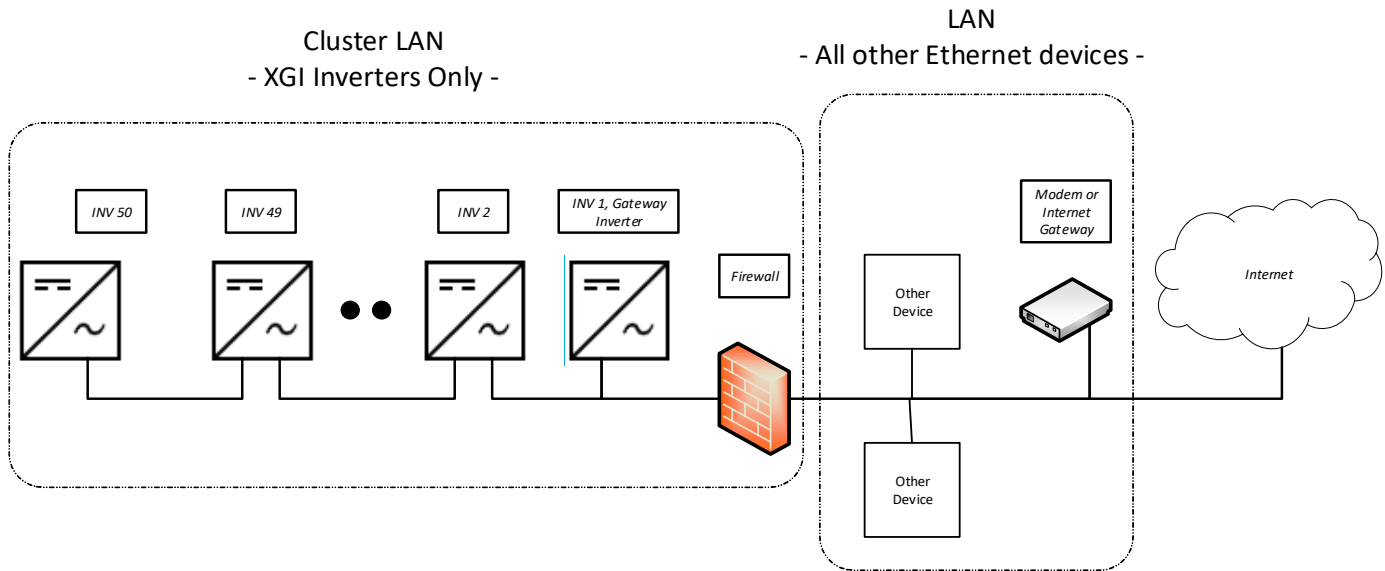 Cluster LAN
- XGI Inverters Only -
LAN
- All other Ethernet devices -
INV 50
INV 49
INV 2
INV 1, Gateway
Inverter
Firewall
Other
Device
Modem or
Internet
Gateway
Internet
Other
Device